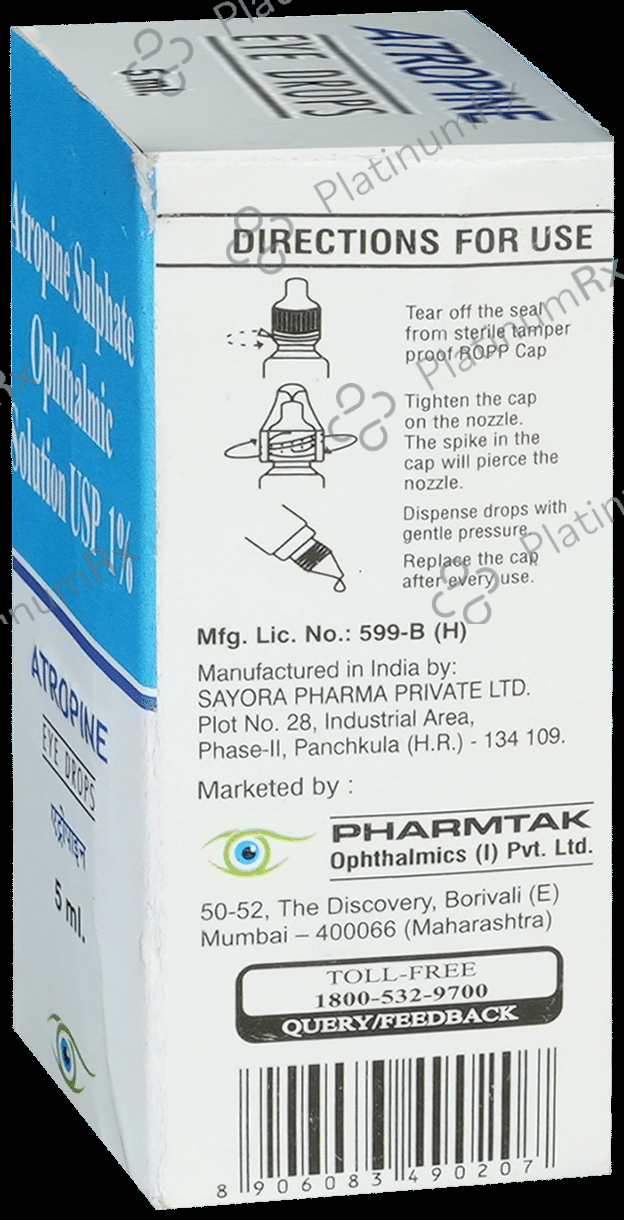 ATROPINE
EYE DROPS
5 ml.
Atropine Sulphate
Ophthalmic
Solution USP 1%
ATROPINE
EYE DROPS
एट्रोपाइन
5 ml.
DIRECTIONS FOR USE
Tear off the seal
from sterile tamper
proof ROPP Cap
Tighten the cap
on the nozzle.
The spike in the
cap will pierce the
nozzle.
Dispense drops with
gentle pressure.
Replace the cap
after every use.
Mfg. Lic. No.: 599-B (H)
Manufactured in India by:
SAYORA PHARMA PRIVATE LTD.
Plot No. 28, Industrial Area,
Phase-II, Panchkula (H.R.) - 134 109.
Marketed by :
PHARMTAK
Ophthalmics (I) Pvt. Ltd.
50-52, The Discovery, Borivali (E)
Mumbai – 400066 (Maharashtra)
TOLL-FREE
1800-532-9700
QUERY/FEEDBACK
8 906083 490207
PlatinumRx
PlatinumRx